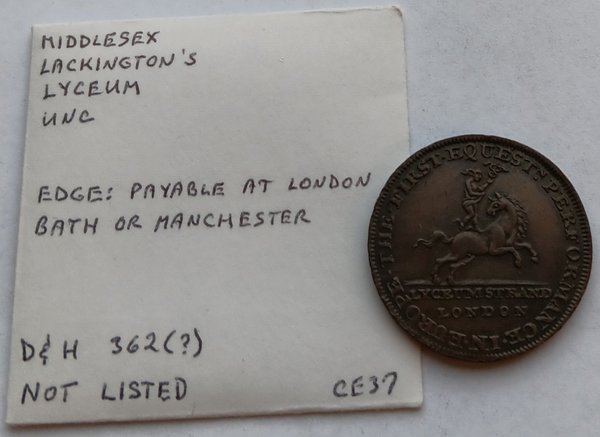 MIDDLESEX
LACKINGTON'S
LYCEUM
UNC
EDGE: PAYABLE AT LONDON
BATH OR MANCHESTER
D&H 362(?)
NOT LISTED CE37
THE·FIRST·EQUESTN PERFORMANCE·IN·EUROPE·
LYCEUM STRAND
LONDON